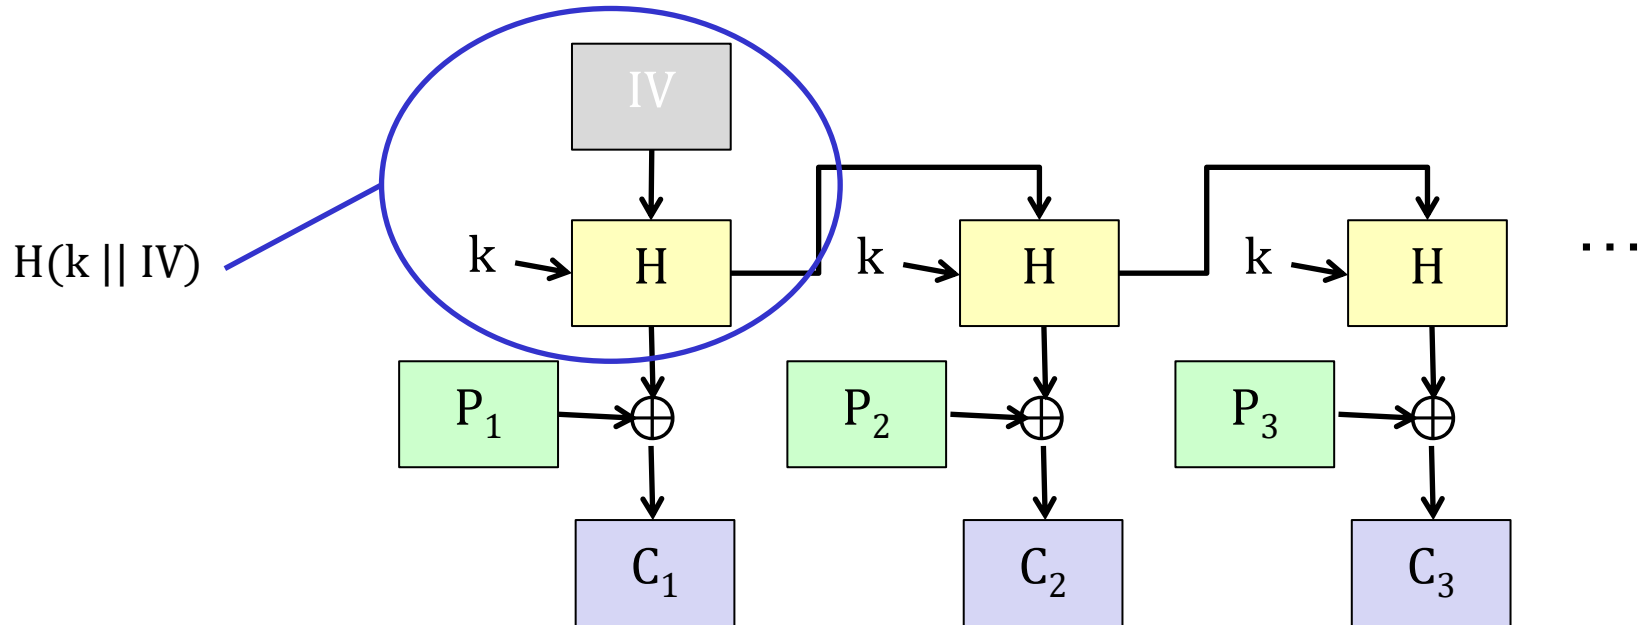 IV
H(k || IV)
k H k H k H ...
P1 P2 P3
C1 C2 C3